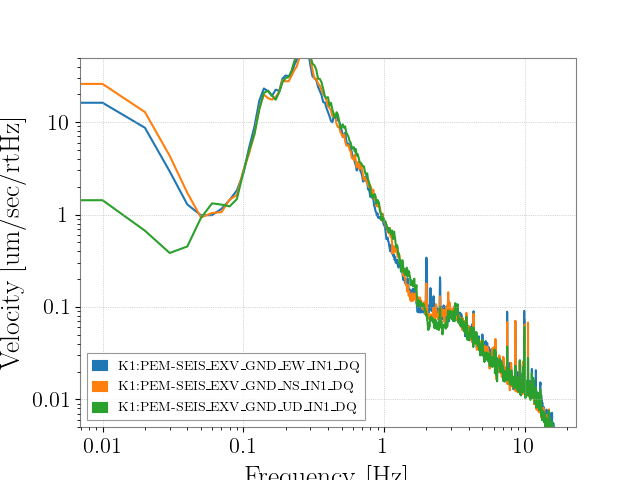 Velocity [um/sec/rtHz]
10
1
0.1
0.01
K1:PEM-SEIS_EXV_GND_EW_IN1_DQ
K1:PEM-SEIS_EXV_GND_NS_IN1_DQ
K1:PEM-SEIS_EXV_GND_UD_IN1_DQ
0.01 0.1 1 10
Frequency [Hz]